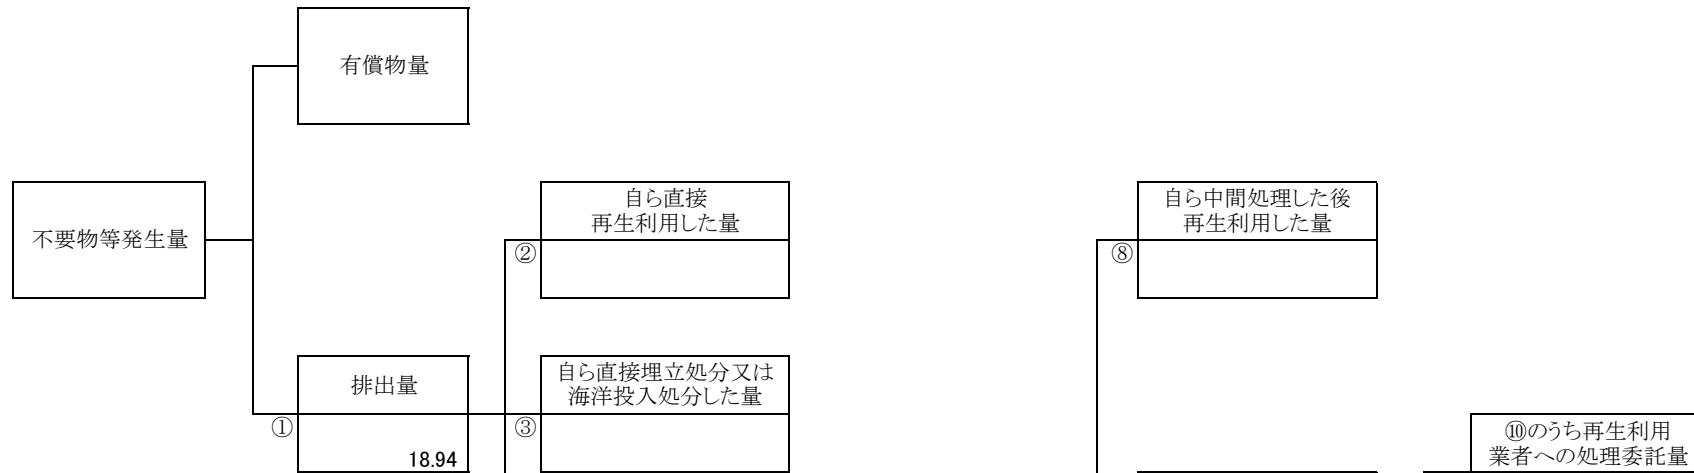 有償物量
不要物等発生量
自ら直接
再生利用した量
②
自ら中間処理した後
再生利用した量
⑧
排出量
①
18.94
自ら直接埋立処分又は
海洋投入処分した量
③
⑩のうち再生利用
業者への処理委託量